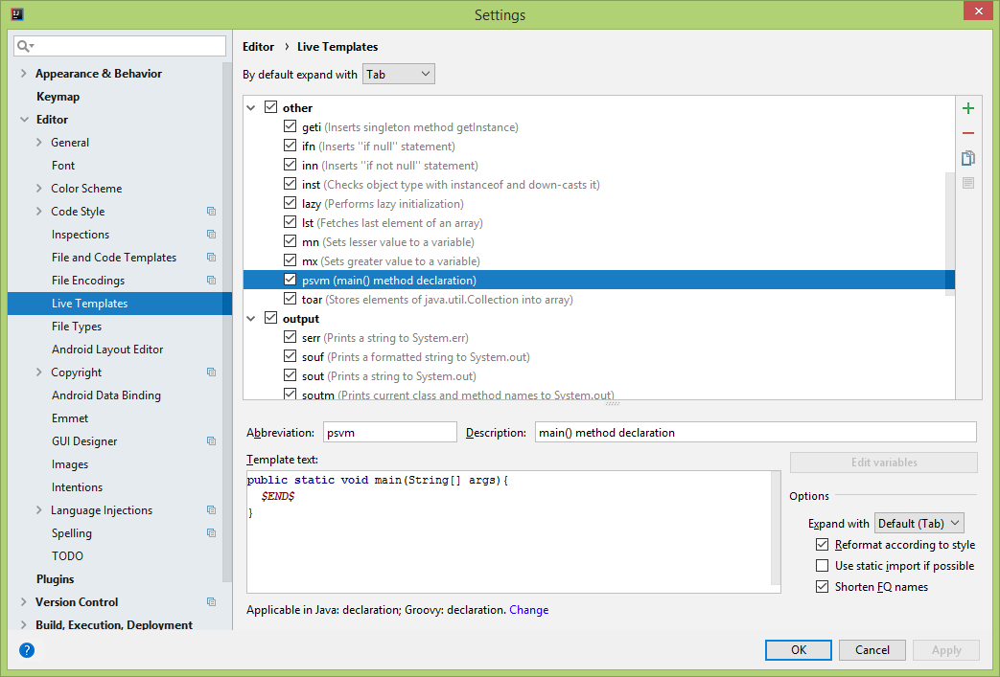 Settings
Editor › Live Templates
By default expand with Tab
Appearance & Behavior
Keymap
Editor
General
Font
Color Scheme
Code Style
Inspections
File and Code Templates
File Encodings
Live Templates
File Types
Android Layout Editor
Copyright
Android Data Binding
Emmet
GUI Designer
Images
Intentions
Language Injections
Spelling
TODO
Plugins
Version Control
Build, Execution, Deployment
other
geti (Inserts singleton method getInstance)
ifn (Inserts "if null" statement)
inn (Inserts "if not null" statement)
inst (Checks object type with instanceof and down-casts it)
lazy (Performs lazy initialization)
lst (Fetches last element of an array)
mn (Sets lesser value to a variable)
mx (Sets greater value to a variable)
psvm (main() method declaration)
toar (Stores elements of java.util.Collection into array)
output
serr (Prints a string to System.err)
souf (Prints a formatted string to System.out)
sout (Prints a string to System.out)
soutm (Prints current class and method names to System.out)
Abbreviation: psvm Description: main() method declaration
Template text:
public static void main(String[] args){
$END$
}
Edit variables
Options
Expand with Default (Tab)
Reformat according to style
Use static import if possible
Shorten FQ names
Applicable in Java: declaration; Groovy: declaration. Change
? OK Cancel Apply